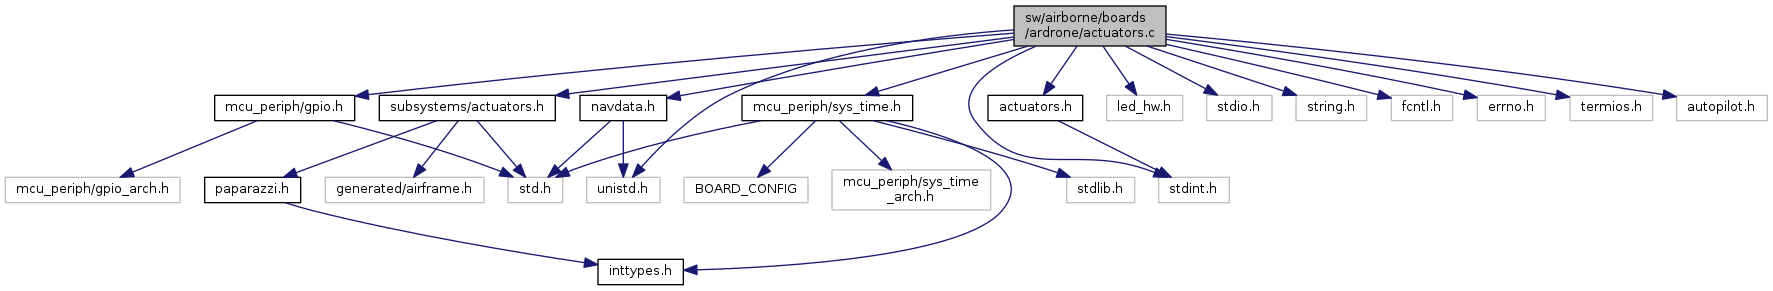 sw/airborne/boards
/ardrone/actuators.c
mcu_periph/gpio.h
subsystems/actuators.h
navdata.h
mcu_periph/sys_time.h
actuators.h
led_hw.h
stdio.h
string.h
fcntl.h
errno.h
termios.h
autopilot.h
mcu_periph/gpio_arch.h
paparazzi.h
generated/airframe.h
std.h
unistd.h
BOARD_CONFIG
mcu_periph/sys_time
_arch.h
stdlib.h
stdint.h
inttypes.h